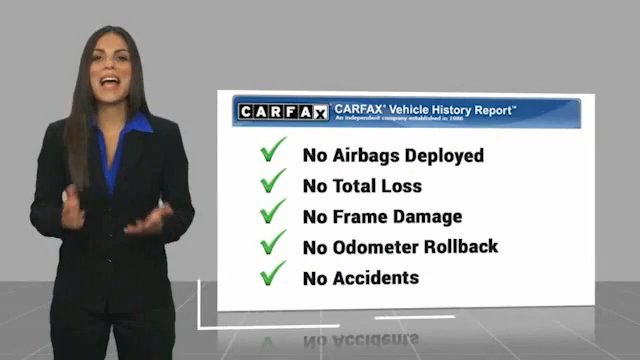 CARFAX CARFAX® Vehicle History Report™
An independent company established in 1986
No Airbags Deployed
No Total Loss
No Frame Damage
No Odometer Rollback
No Accidents